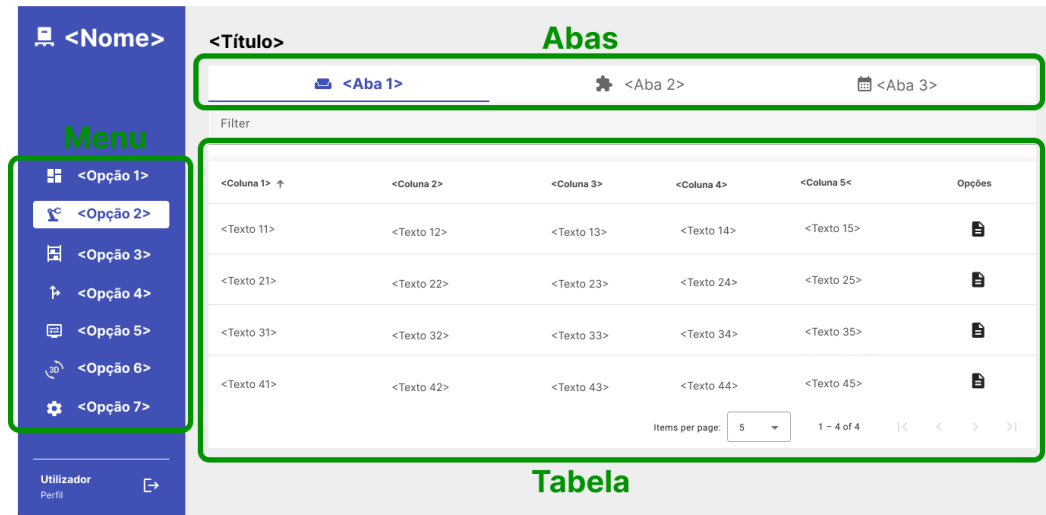 <Nome>
<Título>
Abas
<Aba 1>
<Aba 2>
<Aba 3>
Filter
Menu
<Opção 1>
<Opção 2>
<Opção 3>
<Opção 4>
<Opção 5>
3D
<Opção 6>
<Opção 7>
Utilizador
Perfil
<Coluna 1> <Coluna 2> <Coluna 3> <Coluna 4> <Coluna 5< Opções
<Texto 11> <Texto 12> <Texto 13> <Texto 14> <Texto 15>
<Texto 21> <Texto 22> <Texto 23> <Texto 24> <Texto 25>
<Texto 31> <Texto 32> <Texto 33> <Texto 34> <Texto 35>
<Texto 41> <Texto 42> <Texto 43> <Texto 44> <Texto 45>
Items per page: 5 1 – 4 of 4
Tabela